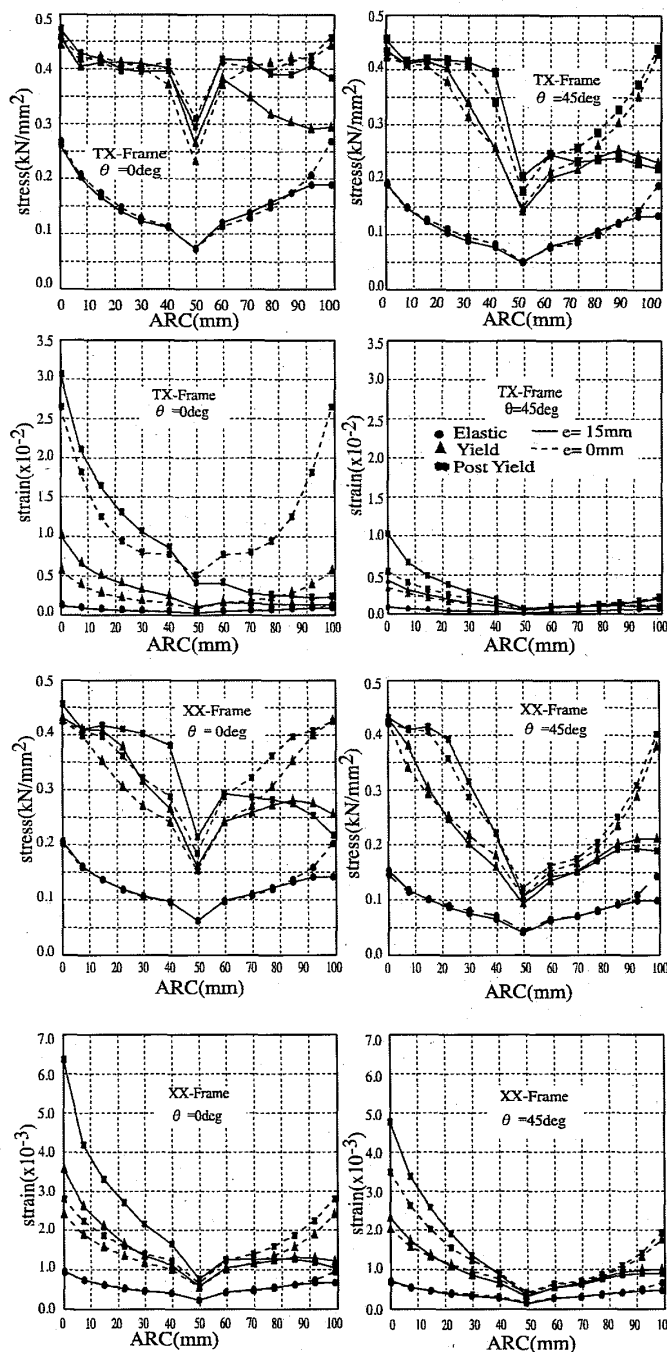 0.5 0.4 0.3 0.2 0.1 0.0
stress(kN/mm²)
TX-Frame
θ =0deg
0 10 20 30 40 50 60 70 80 90 100
ARC(mm)
0.5 0.4 0.3 0.2 0.1 0.0
stress(kN/mm²)
TX-Frame
θ =45deg
0 10 20 30 40 50 60 70 80 90 100
ARC(mm)
3.5 3.0 2.5 2.0 1.5 1.0 0.5 0.0
strain(x10⁻²)
TX-Frame
θ =0deg
0 10 20 30 40 50 60 70 80 90 100
ARC(mm)
3.5 3.0 2.5 2.0 1.5 1.0 0.5 0.0
strain(x10⁻²)
TX-Frame
θ=45deg
Elastic
Yield
Post Yield
e= 15mm
e= 0mm
0 10 20 30 40 50 60 70 80 90 100
ARC(mm)
0.5 0.4 0.3 0.2 0.1 0.0
stress(kN/mm²)
XX-Frame
θ =0deg
0 10 20 30 40 50 60 70 80 90 100
ARC(mm)
0.5 0.4 0.3 0.2 0.1 0.0
stress(kN/mm²)
XX-Frame
θ =45deg
0 10 20 30 40 50 60 70 80 90 100
ARC(mm)
7.0 6.0 5.0 4.0 3.0 2.0 1.0 0.0
strain(x10⁻³)
XX-Frame
θ =0deg
0 10 20 30 40 50 60 70 80 90 100
ARC(mm)
7.0 6.0 5.0 4.0 3.0 2.0 1.0 0.0
strain(x10⁻³)
XX-Frame
θ =45deg
0 10 20 30 40 50 60 70 80 90 100
ARC(mm)